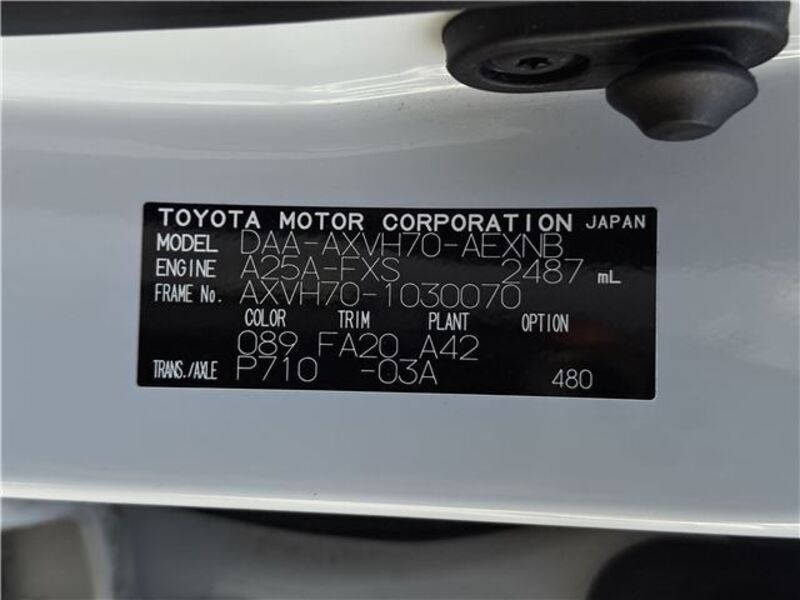 TOYOTA MOTOR CORPORATION JAPAN
MODEL DAA-AXVH70-AEXNB
ENGINE A25A-FXS 2487 mL
FRAME No. AXVH70-1030070
COLOR TRIM PLANT OPTION
089 FA20 A42
TRANS./AXLE P710 -03A 480